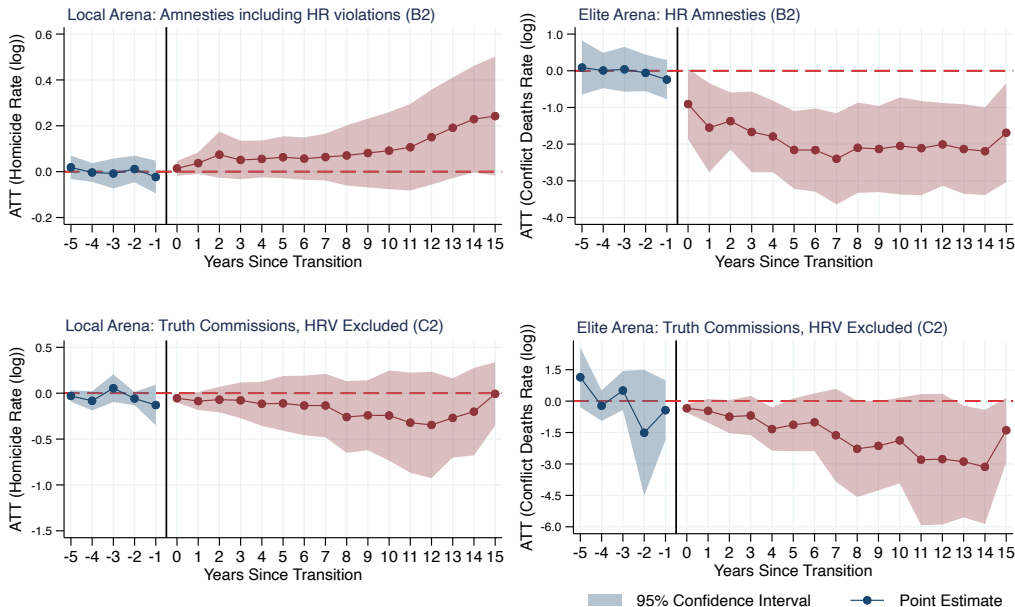 Local Arena: Amnesties including HR violations (B2)
ATT (Homicide Rate (log))
0.6
0.4
0.2
0.0
-0.2
-5 -4 -3 -2 -1 0 1 2 3 4 5 6 7 8 9 10 11 12 13 14 15
Years Since Transition
Elite Arena: HR Amnesties (B2)
ATT (Conflict Deaths Rate (log))
1.0
0.0
-1.0
-2.0
-3.0
-4.0
-5 -4 -3 -2 -1 0 1 2 3 4 5 6 7 8 9 10 11 12 13 14 15
Years Since Transition
Local Arena: Truth Commissions, HRV Excluded (C2)
ATT (Homicide Rate (log))
0.5
0.0
-0.5
-1.0
-1.5
-5 -4 -3 -2 -1 0 1 2 3 4 5 6 7 8 9 10 11 12 13 14 15
Years Since Transition
Elite Arena: Truth Commissions, HRV Excluded (C2)
ATT (Conflict Deaths Rate (log))
1.5
0.0
-1.5
-3.0
-4.5
-6.0
-5 -4 -3 -2 -1 0 1 2 3 4 5 6 7 8 9 10 11 12 13 14 15
Years Since Transition
95% Confidence Interval Point Estimate